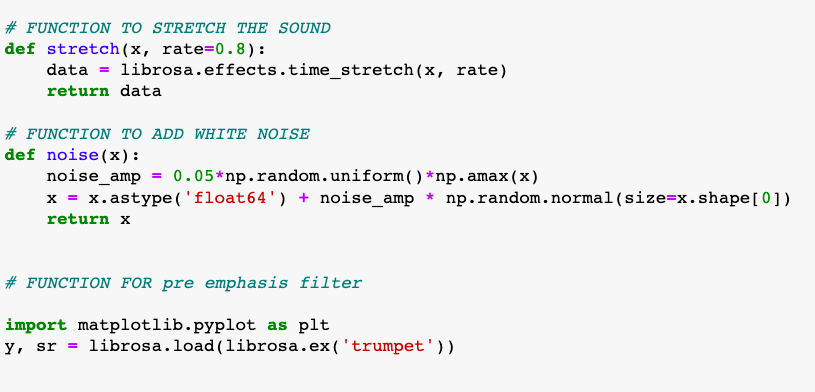 # FUNCTION TO STRETCH THE SOUND
def stretch(x, rate=0.8):
    data = librosa.effects.time_stretch(x, rate)
    return data
# FUNCTION TO ADD WHITE NOISE
def noise(x):
    noise_amp = 0.05*np.random.uniform()*np.amax(x)
    x = x.astype('float64') + noise_amp * np.random.normal(size=x.shape[0])
    return x
# FUNCTION FOR pre emphasis filter
import matplotlib.pyplot as plt
y, sr = librosa.load(librosa.ex('trumpet'))